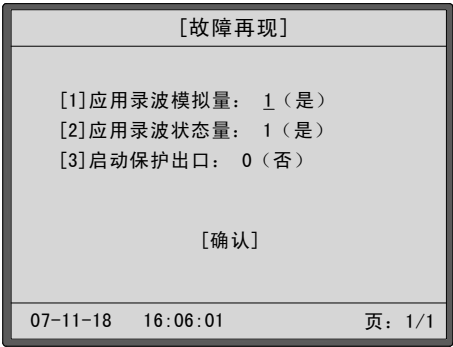 [故障再现]
[1]应用录波模拟量： 1（是）
[2]应用录波状态量： 1（是）
[3]启动保护出口： 0（否）
[确认]
07-11-18 16:06:01 页: 1/1